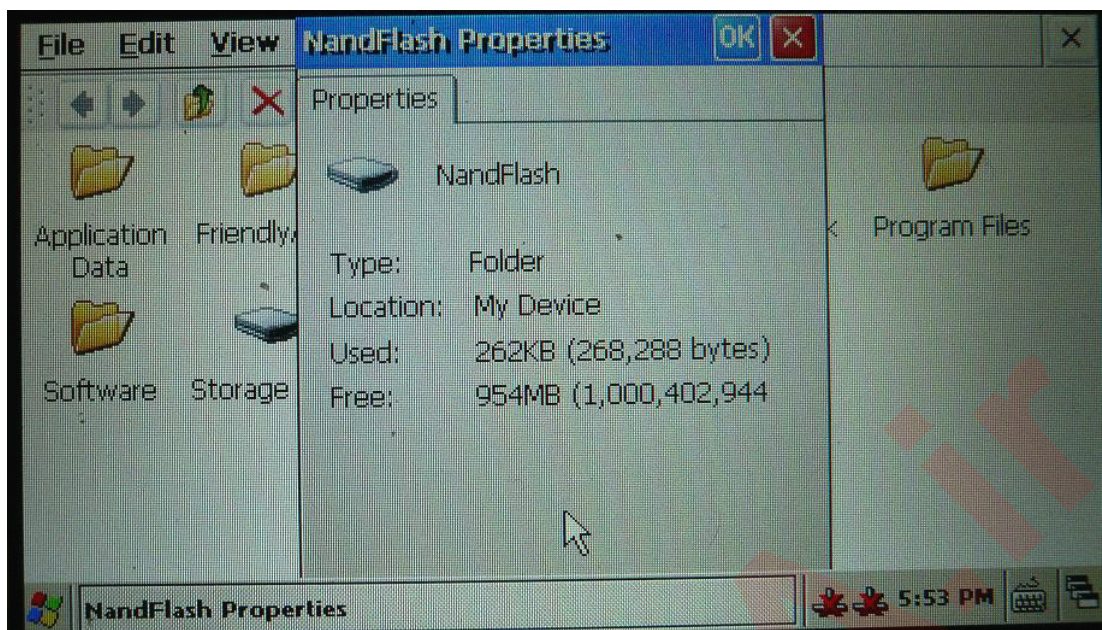 File Edit View
NandFlash Properties
OK
Properties
NandFlash
Type: Folder
Location: My Device
Used: 262KB (268,288 bytes)
Free: 954MB (1,000,402,944
Application
Data
Program Files
Software
Storage
NandFlash Properties
5:53 PM
.ir